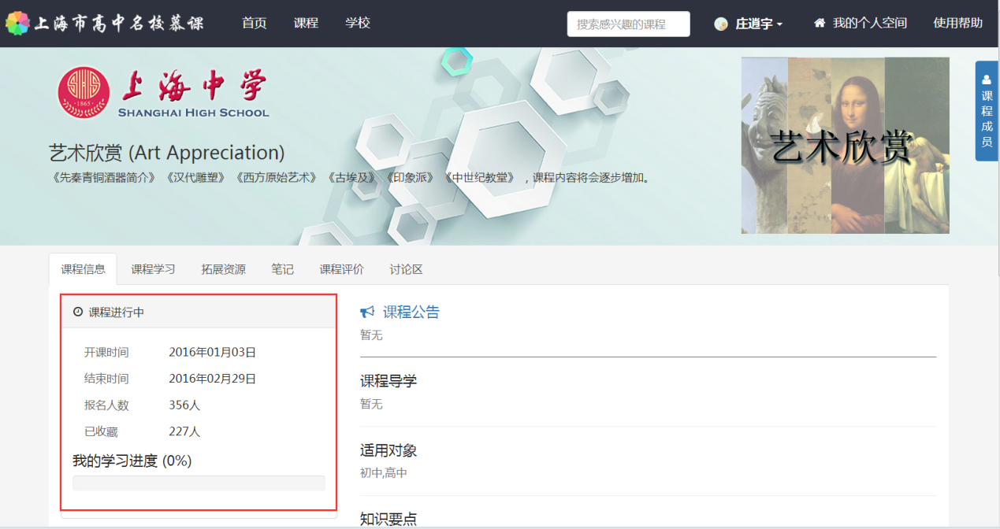 上海市高中名校慕课 首页 课程 学校 搜索感兴趣的课程 庄逍宇 我的个人空间 使用帮助
SHS
·1865·
上海中学
SHANGHAI HIGH SCHOOL
艺术欣赏
课程成员
艺术欣赏 (Art Appreciation)
《先秦青铜酒器简介》 《汉代雕塑》 《西方原始艺术》 《古埃及》 《印象派》 《中世纪教堂》 ，课程内容将会逐步增加。
课程信息 课程学习 拓展资源 笔记 课程评价 讨论区
课程进行中
开课时间 2016年01月03日
结束时间 2016年02月29日
报名人数 356人
已收藏 227人
我的学习进度 (0%)
课程公告
暂无
课程导学
暂无
适用对象
初中,高中
知识要点